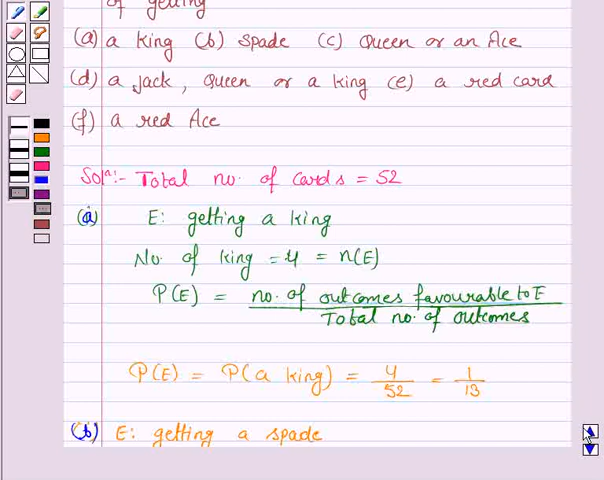 of getting
(a) a king (b) spade (c) Queen or an Ace
(d) a Jack, Queen or a king (e) a red card
(f) a red Ace
Solⁿ:- Total no. of cards = 52
(a) E: getting a king
No. of king = 4 = n(E)
P(E) = no. of outcomes favourable to E / Total no. of outcomes
P(E) = P(a king) = 4/52 = 1/13
(b) E: getting a spade